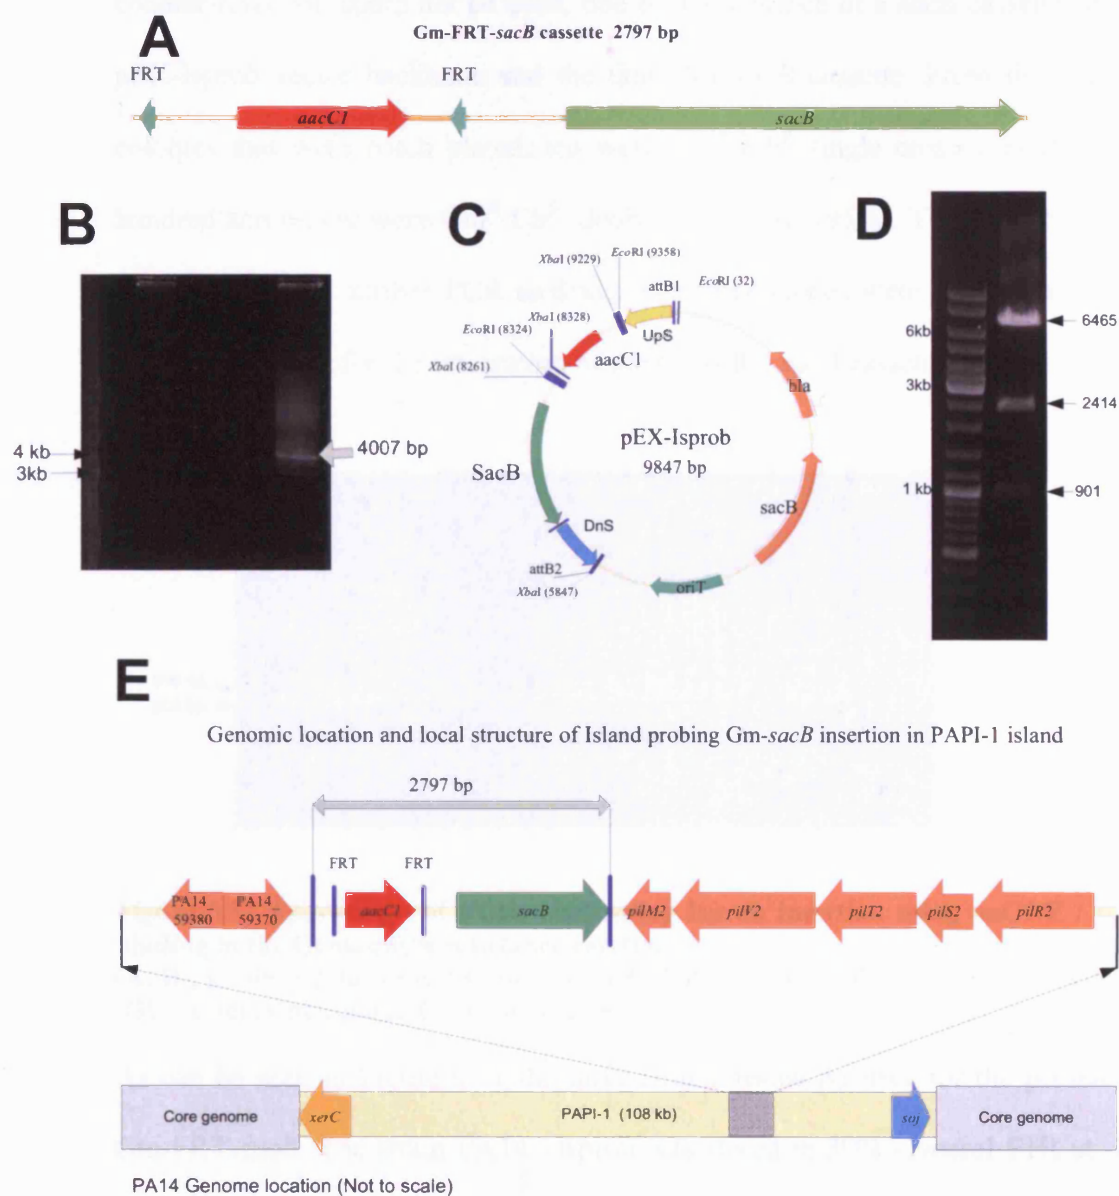 A
Gm-FRT-sacB cassette 2797 bp
FRT
FRT
aacC1
sacB
B
4 kb
3kb
4007 bp
C
XbaI (9229)
EcoRI (9358)
attB1
EcoRI (32)
EcoRI (8324)
XbaI (8328)
UpS
XbaI (8261)
aacC1
bla
pEX-Isprob
9847 bp
SacB
sacB
DnS
attB2
XbaI (5847)
oriT
D
6kb
3kb
1 kb
6465
2414
901
E
Genomic location and local structure of Island probing Gm-sacB insertion in PAPI-1 island
2797 bp
FRT
FRT
PA14_
59380
PA14_
59370
aacC1
sacB
pilM2
pilV2
pilT2
pilS2
pilR2
Core genome
xerC
PAPI-1 (108 kb)
soj
Core genome
PA14 Genome location (Not to scale)